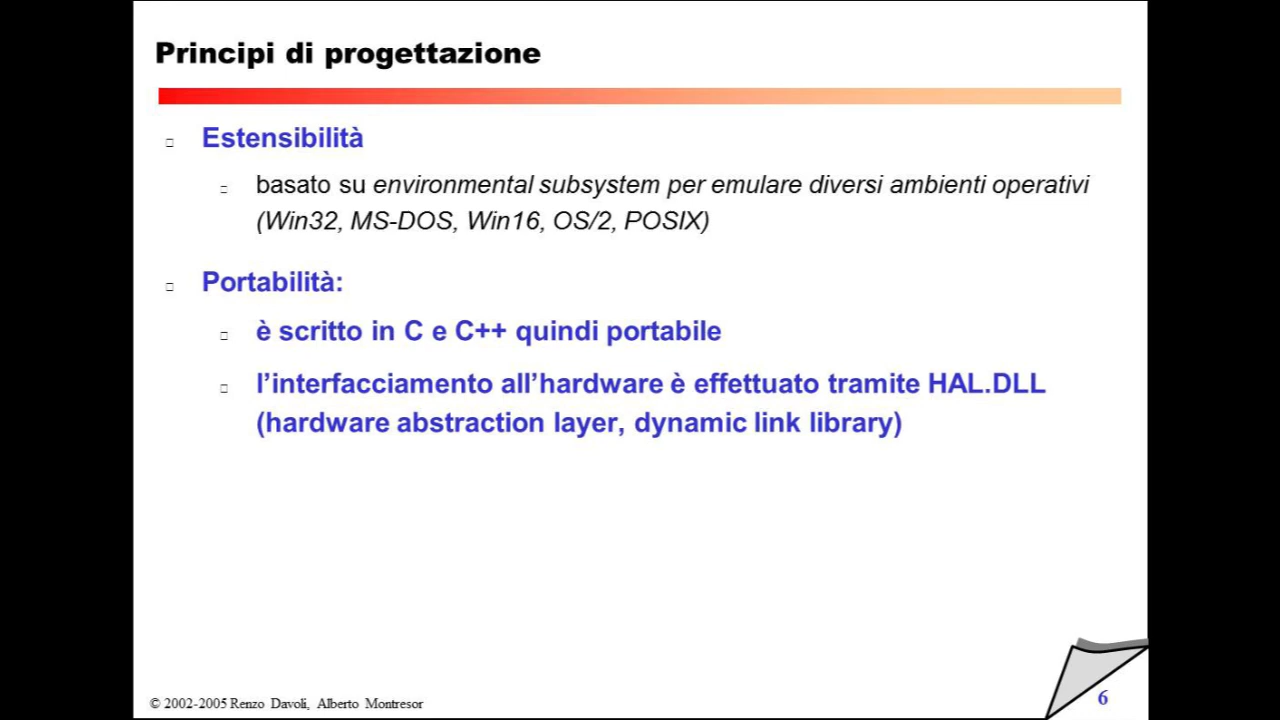 Principi di progettazione
Estensibilità
basato su environmental subsystem per emulare diversi ambienti operativi
(Win32, MS-DOS, Win16, OS/2, POSIX)
Portabilità:
è scritto in C e C++ quindi portabile
l’interfacciamento all’hardware è effettuato tramite HAL.DLL
(hardware abstraction layer, dynamic link library)
© 2002-2005 Renzo Davoli, Alberto Montresor
6